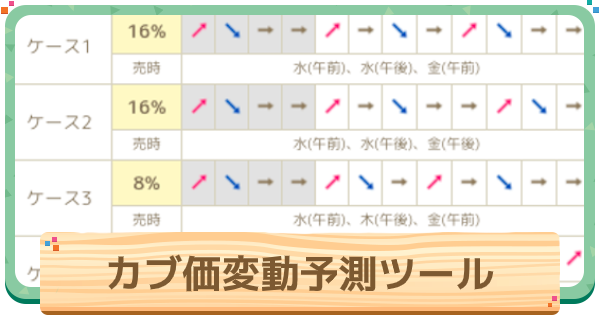 ケース1 16% ↗ ↘ → → ↗ → ↘ → ↗ ↘ → →
売時 水(午前)、水(午後)、金(午前)
ケース2 16% ↗ ↘ → → ↗ → ↘ → → ↗ ↘ →
売時 水(午前)、水(午後)、金(午後)
ケース3 8% ↗ ↘ → → ↗ ↘ → ↗ → ↘ → →
売時 水(午前)、木(午後)、金(午前)
カブ価変動予測ツール